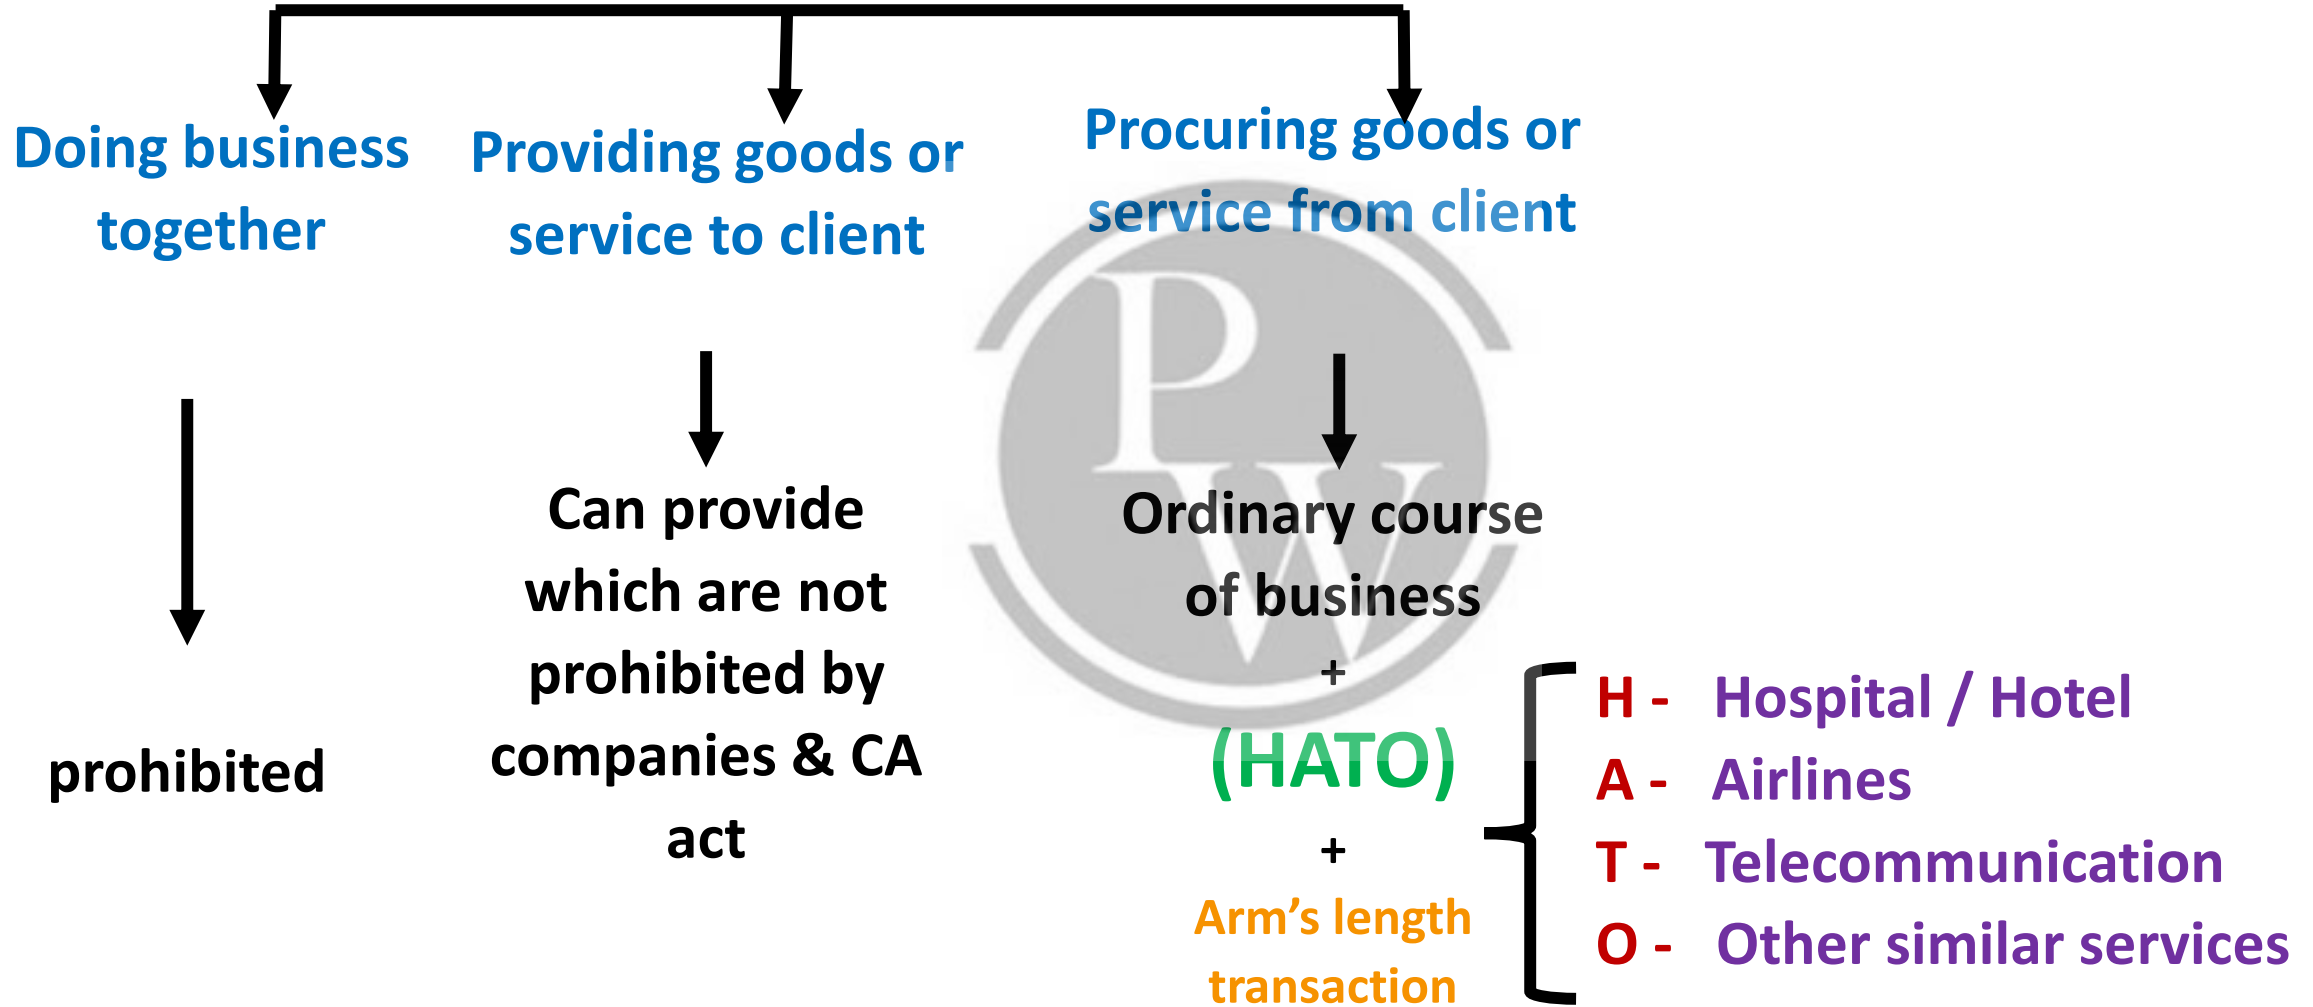 Doing business
together
prohibited
Providing goods or
service to client
Can provide
which are not
prohibited by
companies & CA
act
Procuring goods or
service from client
Ordinary course
of business
+
(HATO)
+
Arm’s length
transaction
H - Hospital / Hotel
A - Airlines
T - Telecommunication
O - Other similar services
P
W